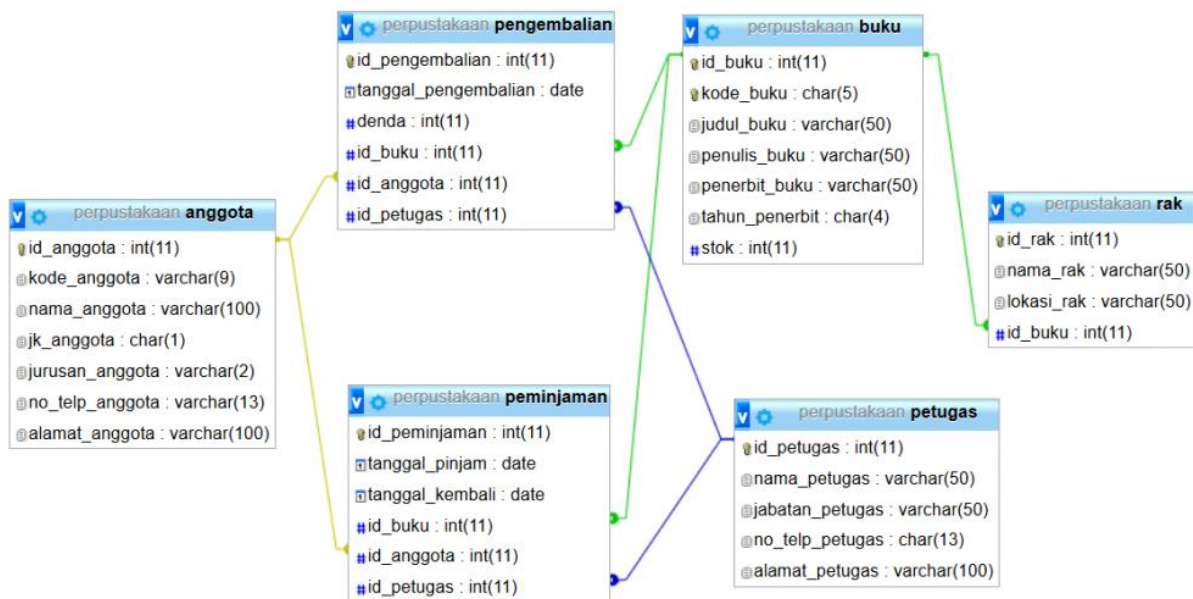 perpustakaan pengembalian
id_pengembalian : int(11)
tanggal_pengembalian : date
denda : int(11)
id_buku : int(11)
id_anggota : int(11)
id_petugas : int(11)
perpustakaan buku
id_buku : int(11)
kode_buku : char(5)
judul_buku : varchar(50)
penulis_buku : varchar(50)
penerbit_buku : varchar(50)
tahun_penerbit : char(4)
stok : int(11)
perpustakaan anggota
id_anggota : int(11)
kode_anggota : varchar(9)
nama_anggota : varchar(100)
jk_anggota : char(1)
jurusan_anggota : varchar(2)
no_telp_anggota : varchar(13)
alamat_anggota : varchar(100)
perpustakaan rak
id_rak : int(11)
nama_rak : varchar(50)
lokasi_rak : varchar(50)
id_buku : int(11)
perpustakaan peminjaman
id_peminjaman : int(11)
tanggal_pinjam : date
tanggal_kembali : date
id_buku : int(11)
id_anggota : int(11)
id_petugas : int(11)
perpustakaan petugas
id_petugas : int(11)
nama_petugas : varchar(50)
jabatan_petugas : varchar(50)
no_telp_petugas : char(13)
alamat_petugas : varchar(100)